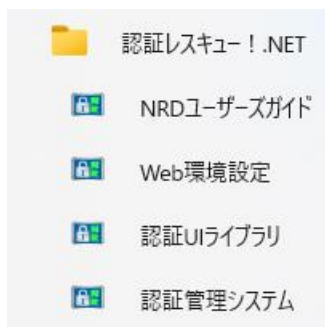 認証レスキュー！.NET
NRDユーザーズガイド
Web環境設定
認証UIライブラリ
認証管理システム